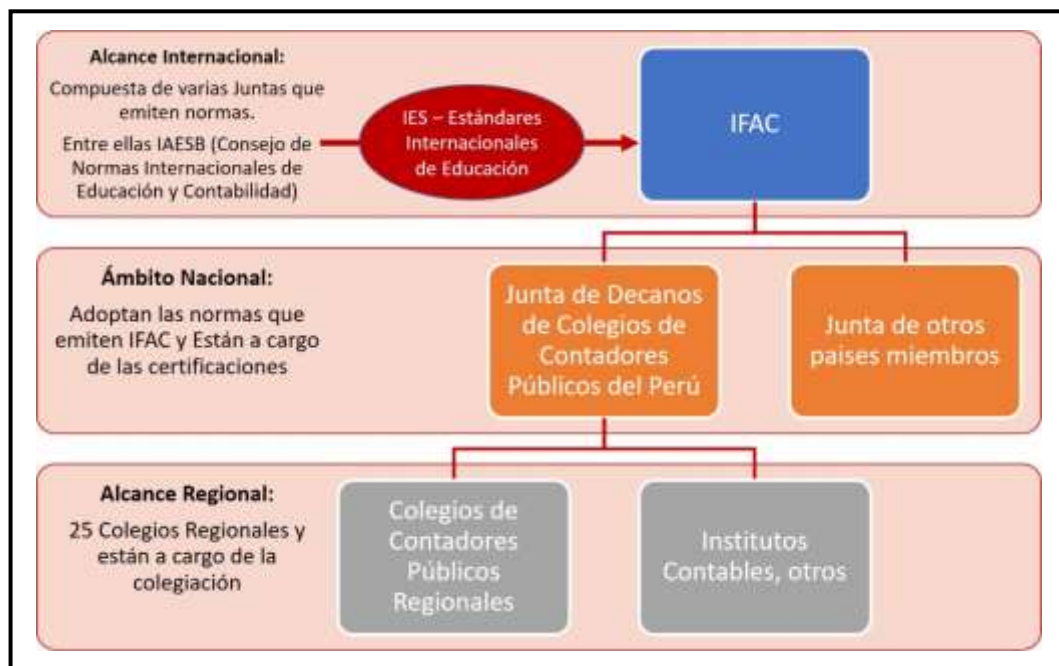 Alcance Internacional:
Compuesta de varias Juntas que
emiten normas.
Entre ellas IAESB (Consejo de
Normas Internacionales de
Educación y Contabilidad)
IES – Estándares
Internacionales
de Educación
IFAC
Ámbito Nacional:
Adoptan las normas que
emiten IFAC y Están a cargo
de las certificaciones
Junta de Decanos
de Colegios de
Contadores
Públicos del Perú
Junta de otros
paises miembros
Alcance Regional:
25 Colegios Regionales y
están a cargo de la
colegiación
Colegios de
Contadores
Públicos
Regionales
Institutos
Contables, otros